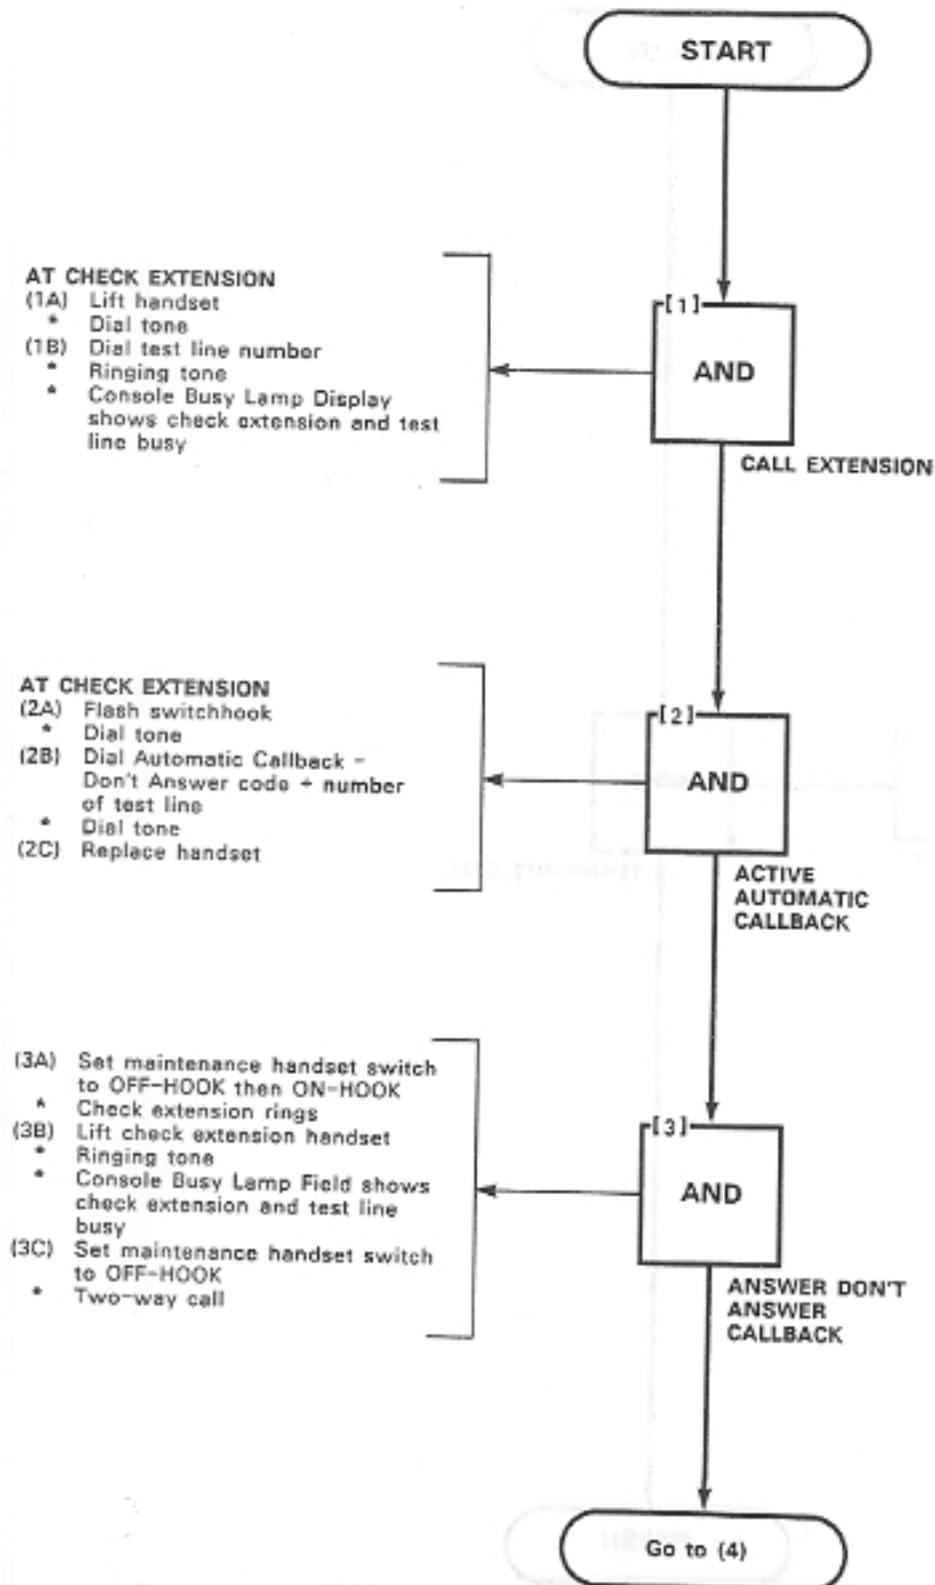 START
AT CHECK EXTENSION
(1A) Lift handset
* Dial tone
(1B) Dial test line number
* Ringing tone
* Console Busy Lamp Display
shows check extension and test
line busy
[1]
AND
CALL EXTENSION
AT CHECK EXTENSION
(2A) Flash switchhook
* Dial tone
(2B) Dial Automatic Callback -
Don't Answer code + number
of test line
* Dial tone
(2C) Replace handset
[2]
AND
ACTIVE
AUTOMATIC
CALLBACK
(3A) Set maintenance handset switch
to OFF-HOOK then ON-HOOK
* Check extension rings
(3B) Lift check extension handset
* Ringing tone
* Console Busy Lamp Field shows
check extension and test line
busy
(3C) Set maintenance handset switch
to OFF-HOOK
* Two-way call
[3]
AND
ANSWER DON'T
ANSWER
CALLBACK
Go to (4)